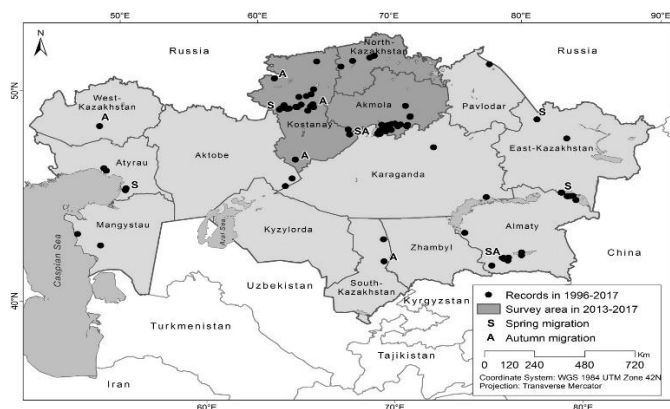 50°E 60°E 70°E 80°E
N
Russia
North-
Kazakhstan
Russia
A
50°N
West-
Kazakhstan
A
S
A
Kostanay
Akmola
SA
Pavlodar
S
East-Kazakhstan
Atyrau
S
Aktobe
A
Karaganda
S
Mangystau
Caspian Sea
Aral Sea
Kyzylorda
Zhambyl
Almaty
SA
A
South-
Kazakhstan
China
40°N
Uzbekistan
Kyrgyzstan
Turkmenistan
Tajikistan
Iran
Records in 1996-2017
Survey area in 2013-2017
S Spring migration
A Autumn migration
Km
0 120 240 480 720
Coordinate System: WGS 1984 UTM Zone 42N
Projection: Transverse Mercator
60°E 70°E 80°E